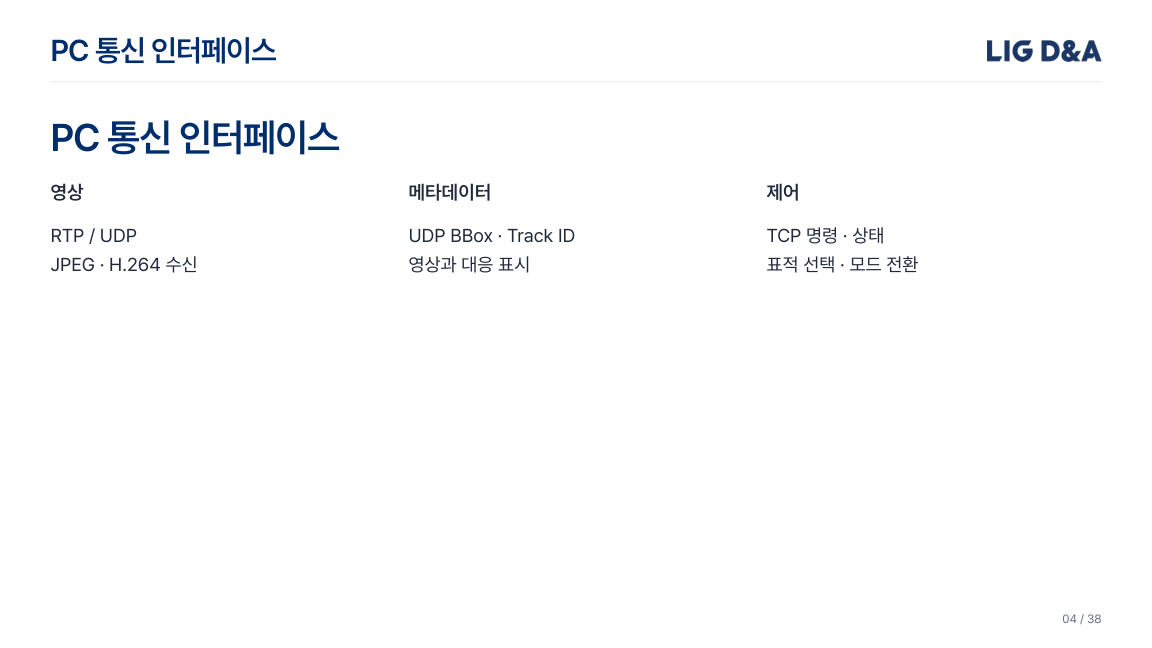 PC 통신 인터페이스
LIG D&A
PC 통신 인터페이스
영상
RTP / UDP
JPEG · H.264 수신
메타데이터
UDP BBox · Track ID
영상과 대응 표시
제어
TCP 명령 · 상태
표적 선택 · 모드 전환
04 / 38